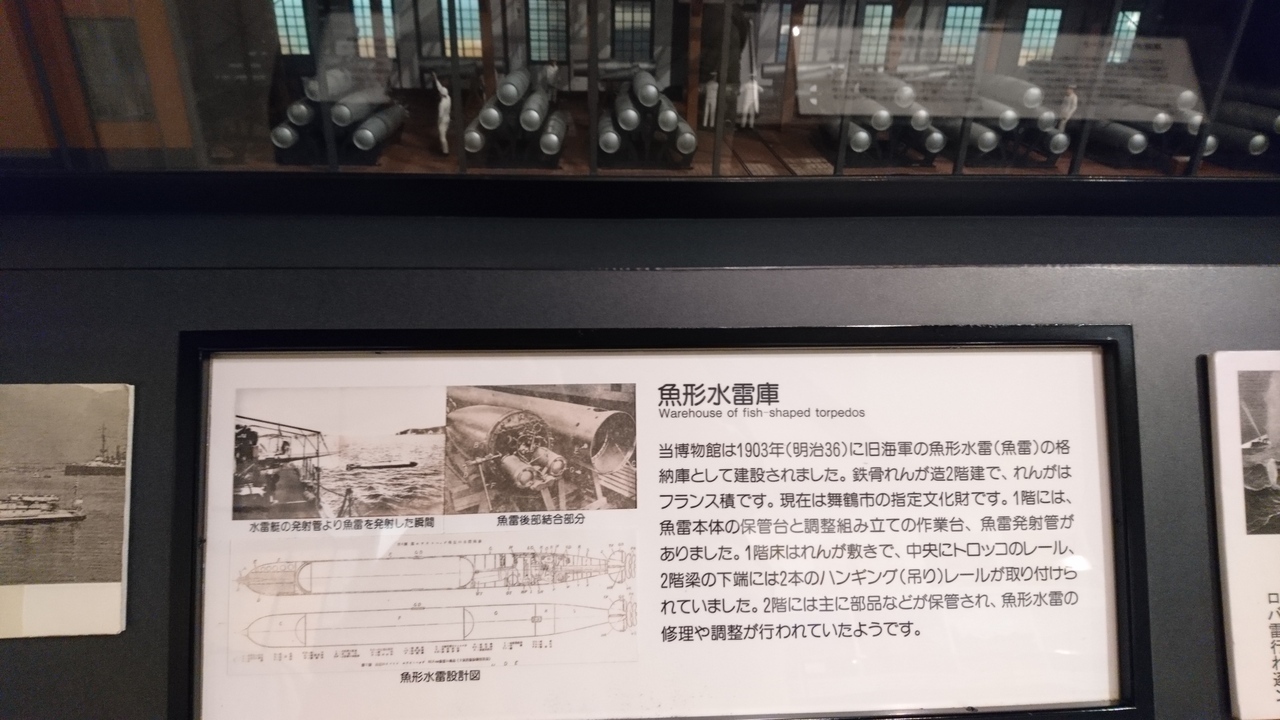 魚形水雷庫
Warehouse of fish-shaped torpedos
当博物館は1903年(明治36)に旧海軍の魚形水雷(魚雷)の格
納庫として建設されました。鉄骨れんが造2階建で、れんがは
フランス積です。現在は舞鶴市の指定文化財です。1階には、
魚雷本体の保管台と調整組み立ての作業台、魚雷発射管が
ありました。1階床はれんが敷きで、中央にトロッコのレール、
2階梁の下端には2本のハンギング(吊り)レールが取り付けら
れていました。2階には主に部品などが保管され、魚形水雷の
修理や調整が行われていたようです。
水雷艇の発射管より魚雷を発射した瞬間
魚雷後部結合部分
魚形水雷設計図